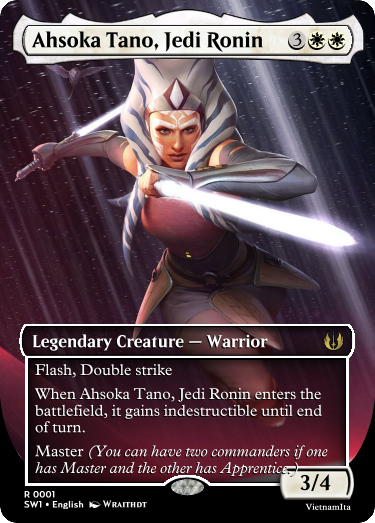 Ahsoka Tano, Jedi Ronin 3
Legendary Creature — Warrior
Flash, Double strike
When Ahsoka Tano, Jedi Ronin enters the
battlefield, it gains indestructible until end
of turn.
Master (You can have two commanders if one
has Master and the other has Apprentice.)
3/4
R 0001
SW1 • English WRAITHDT
VietnamIta